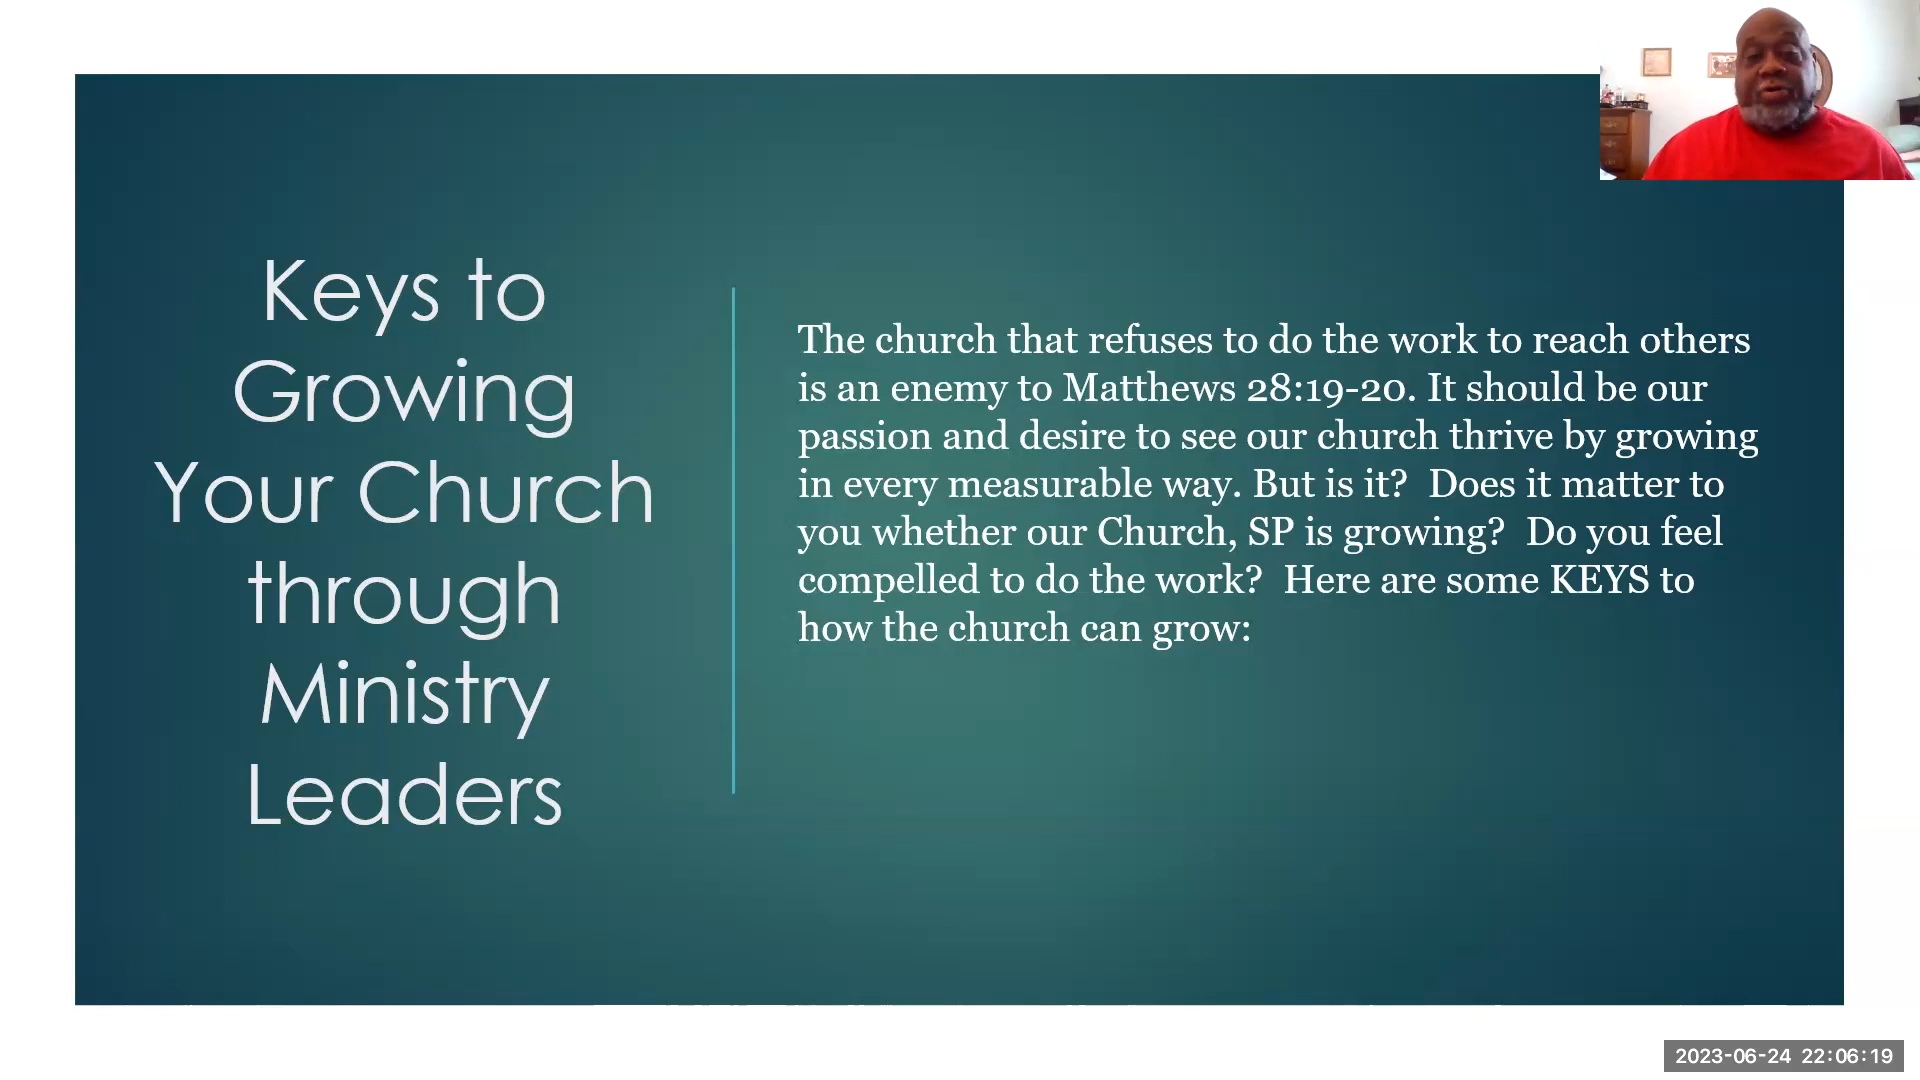 Keys to
Growing
Your Church
through
Ministry
Leaders
The church that refuses to do the work to reach others
is an enemy to Matthews 28:19-20. It should be our
passion and desire to see our church thrive by growing
in every measurable way. But is it?  Does it matter to
you whether our Church, SP is growing?  Do you feel
compelled to do the work?  Here are some KEYS to
how the church can grow:
2023-06-24 22:06:19